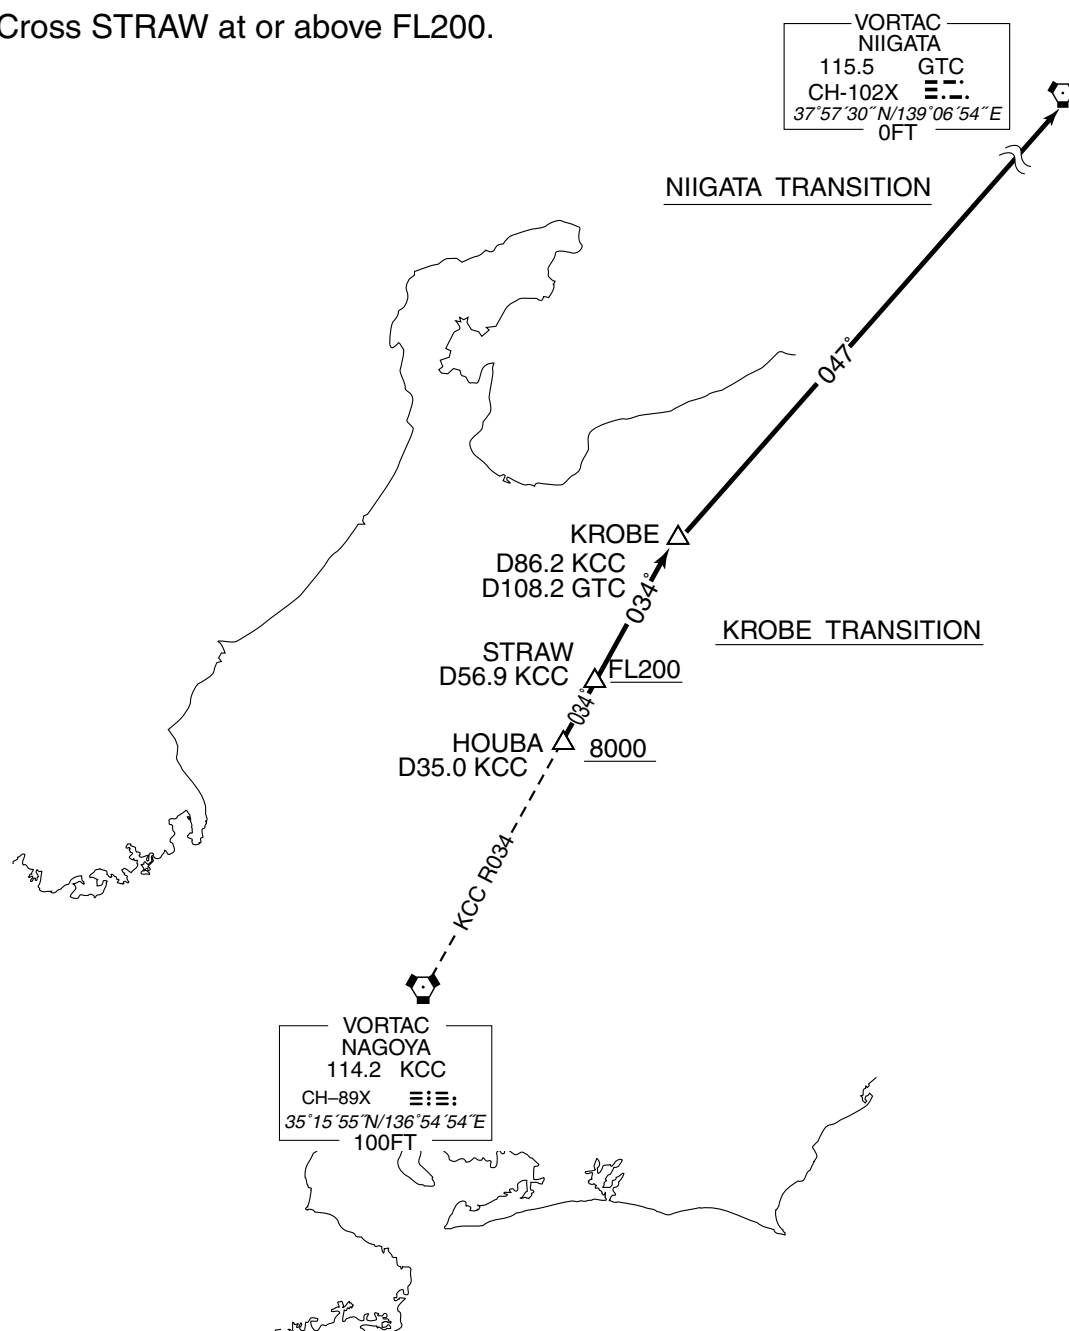 Cross STRAW at or above FL200.
VORTAC
NIIGATA
115.5 GTC
CH-102X
37°57´30˝N/139°06´54˝E
0FT
NIIGATA TRANSITION
047°
KROBE
D86.2 KCC
D108.2 GTC
034°
KROBE TRANSITION
STRAW
D56.9 KCC
FL200
034°
HOUBA
D35.0 KCC
8000
KCC R034
VORTAC
NAGOYA
114.2 KCC
CH–89X
35°15´55˝N/136°54´54˝E
100FT